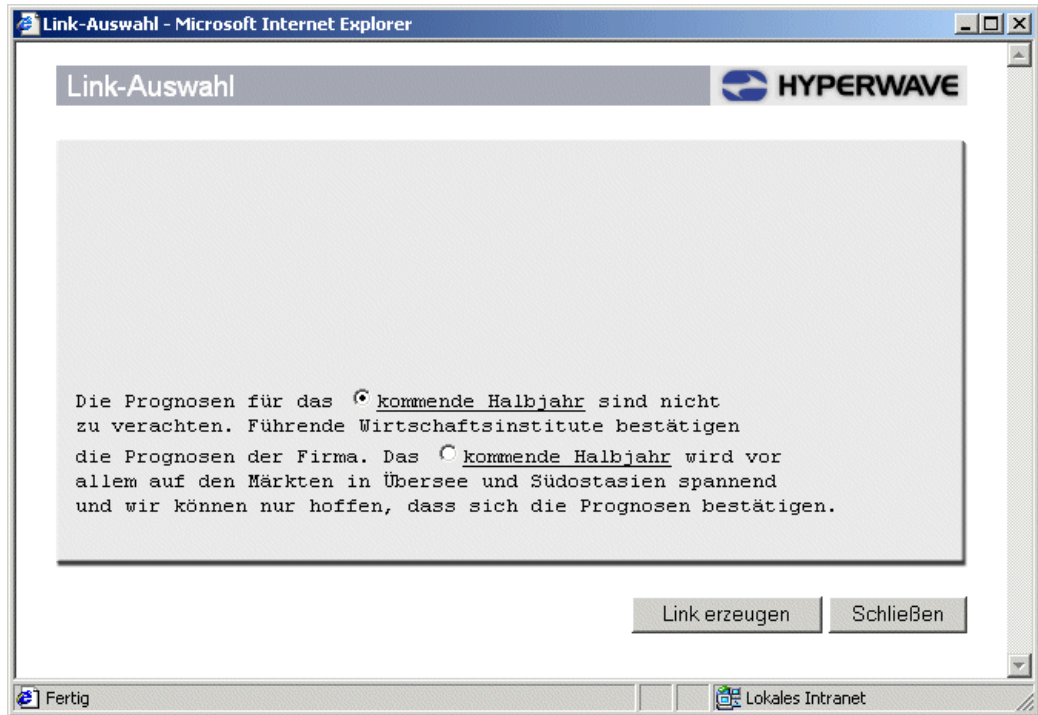 Link-Auswahl - Microsoft Internet Explorer
Link-Auswahl
HYPERWAVE
Die Prognosen für das kommende Halbjahr sind nicht
zu verachten. Führende Wirtschaftsinstitute bestätigen
die Prognosen der Firma. Das kommende Halbjahr wird vor
allem auf den Märkten in Übersee und Südostasien spannend
und wir können nur hoffen, dass sich die Prognosen bestätigen.
Link erzeugen
Schließen
Fertig
Lokales Intranet